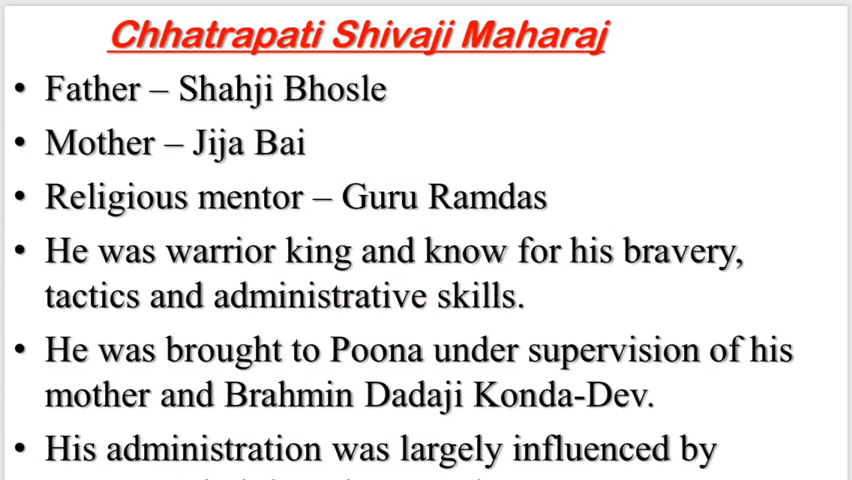 Chhatrapati Shivaji Maharaj
• Father – Shahji Bhosle
• Mother – Jija Bai
• Religious mentor – Guru Ramdas
• He was warrior king and know for his bravery,
tactics and administrative skills.
• He was brought to Poona under supervision of his
mother and Brahmin Dadaji Konda-Dev.
• His administration was largely influenced by